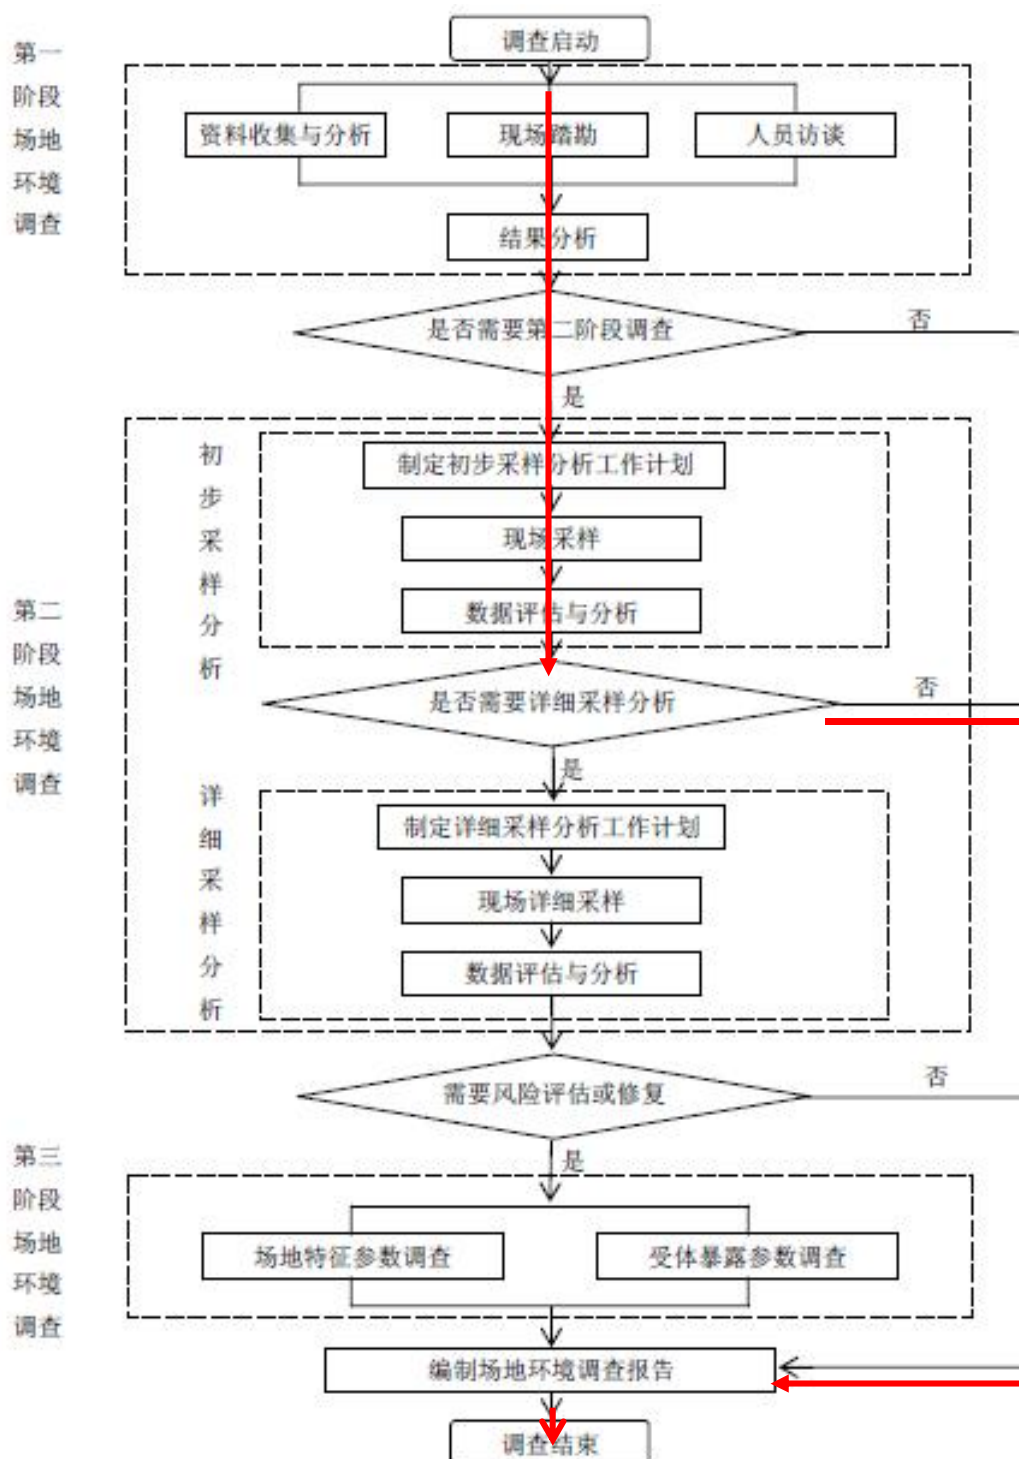 调查启动
第一
阶段
场地
环境
调查
资料收集与分析
现场踏勘
人员访谈
结果分析
是否需要第二阶段调查
否
是
第二
阶段
场地
环境
调查
初
步
采
样
分
析
制定初步采样分析工作计划
现场采样
数据评估与分析
是否需要详细采样分析
否
是
详
细
采
样
分
析
制定详细采样分析工作计划
现场详细采样
数据评估与分析
需要风险评估或修复
否
是
第三
阶段
场地
环境
调查
场地特征参数调查
受体暴露参数调查
编制场地环境调查报告
调查结束